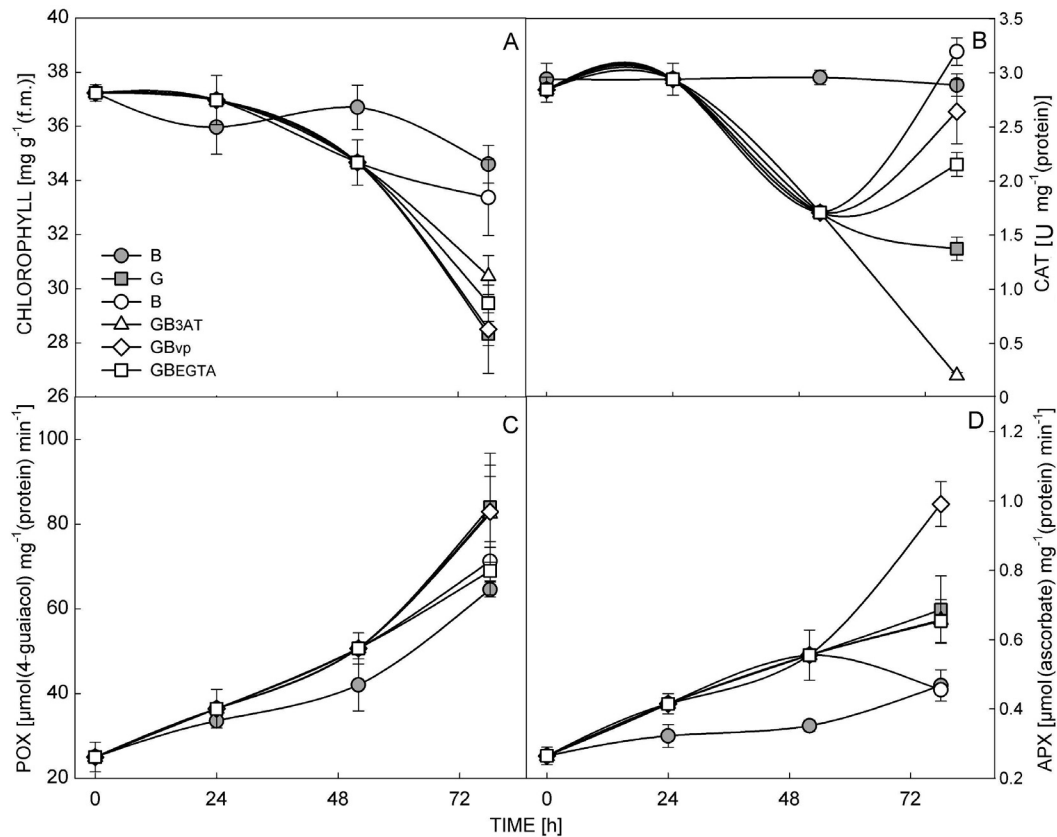 40
38
36
34
32
30
28
26
CHLOROPHYLL [mg g⁻¹(f.m.)]
A
B
G
B
GB3AT
GBVP
GBEGTA
B
3.5
3.0
2.5
2.0
1.5
1.0
0.5
0
CAT [U mg⁻¹(protein)]
C
100
80
60
40
20
POX [µmol(4-guaiacol) mg⁻¹(protein) min⁻¹]
D
1.2
1.0
0.8
0.6
0.4
0.2
APX [µmol(ascorbate) mg⁻¹(protein) min⁻¹]
0 24 48 72 0 24 48 72
TIME [h]